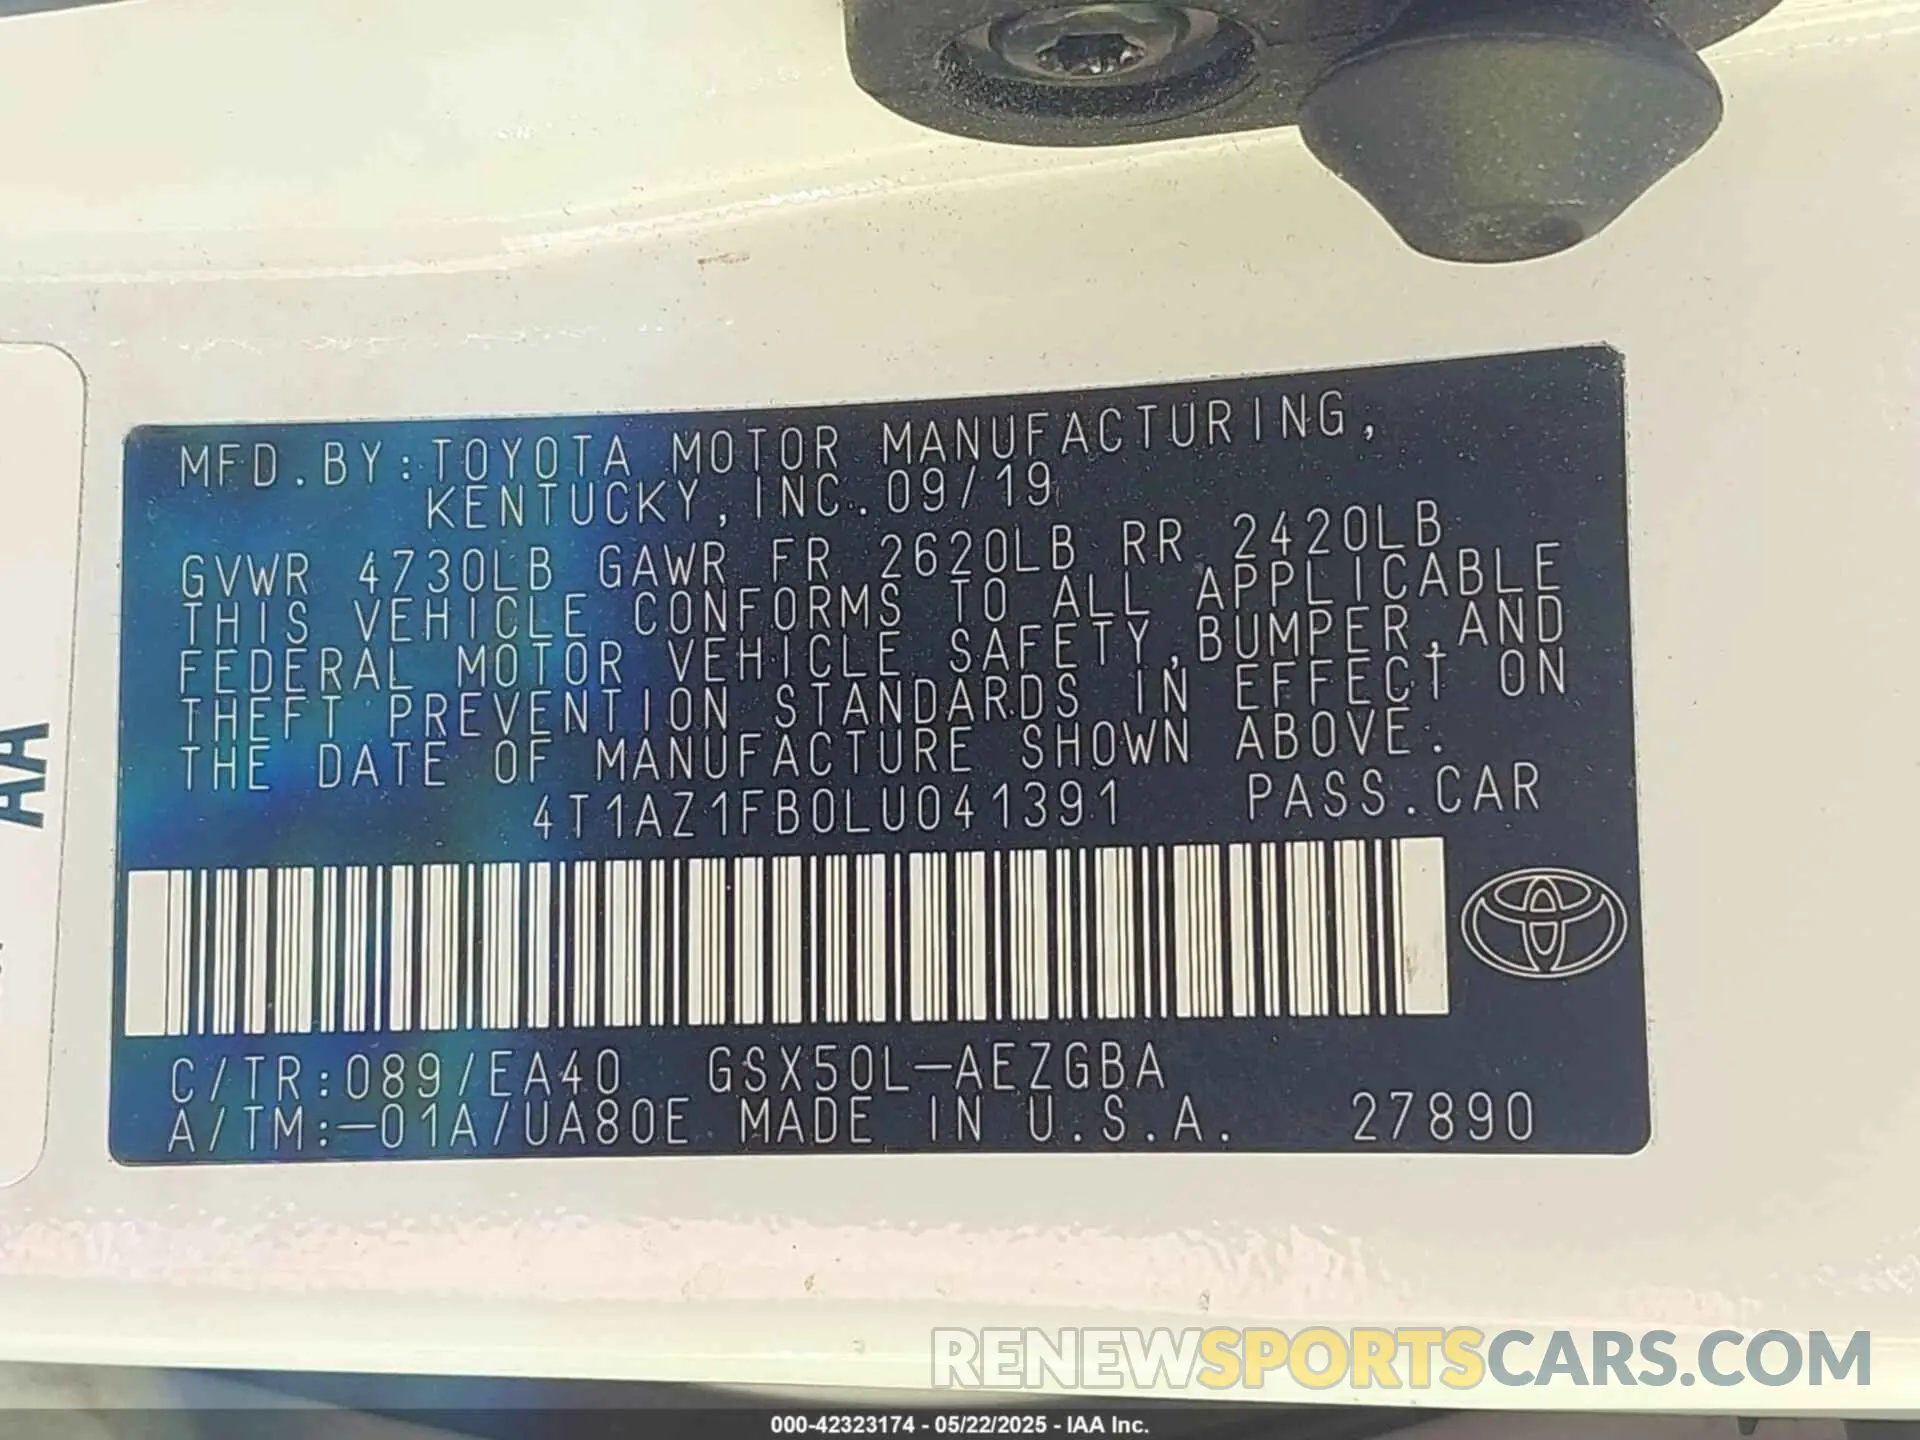 MFD.BY:TOYOTA MOTOR MANUFACTURING,
KENTUCKY, INC. 09/19
GVWR 4730LB GAWR FR 2620LB RR 2420LB
THIS VEHICLE CONFORMS TO ALL APPLICABLE
FEDERAL MOTOR VEHICLE SAFETY,BUMPER,AND
THEFT PREVENTION STANDARDS IN EFFECT ON
THE DATE OF MANUFACTURE SHOWN ABOVE.
4T1AZ1FB0LU041391 PASS.CAR
C/TR:089/EA40 GSX50L-AEZGBA
A/TM:-01A/UA80E MADE IN U.S.A. 27890
AA
RENEWSPORTSCARS.COM
000-42323174 - 05/22/2025 - IAA Inc.